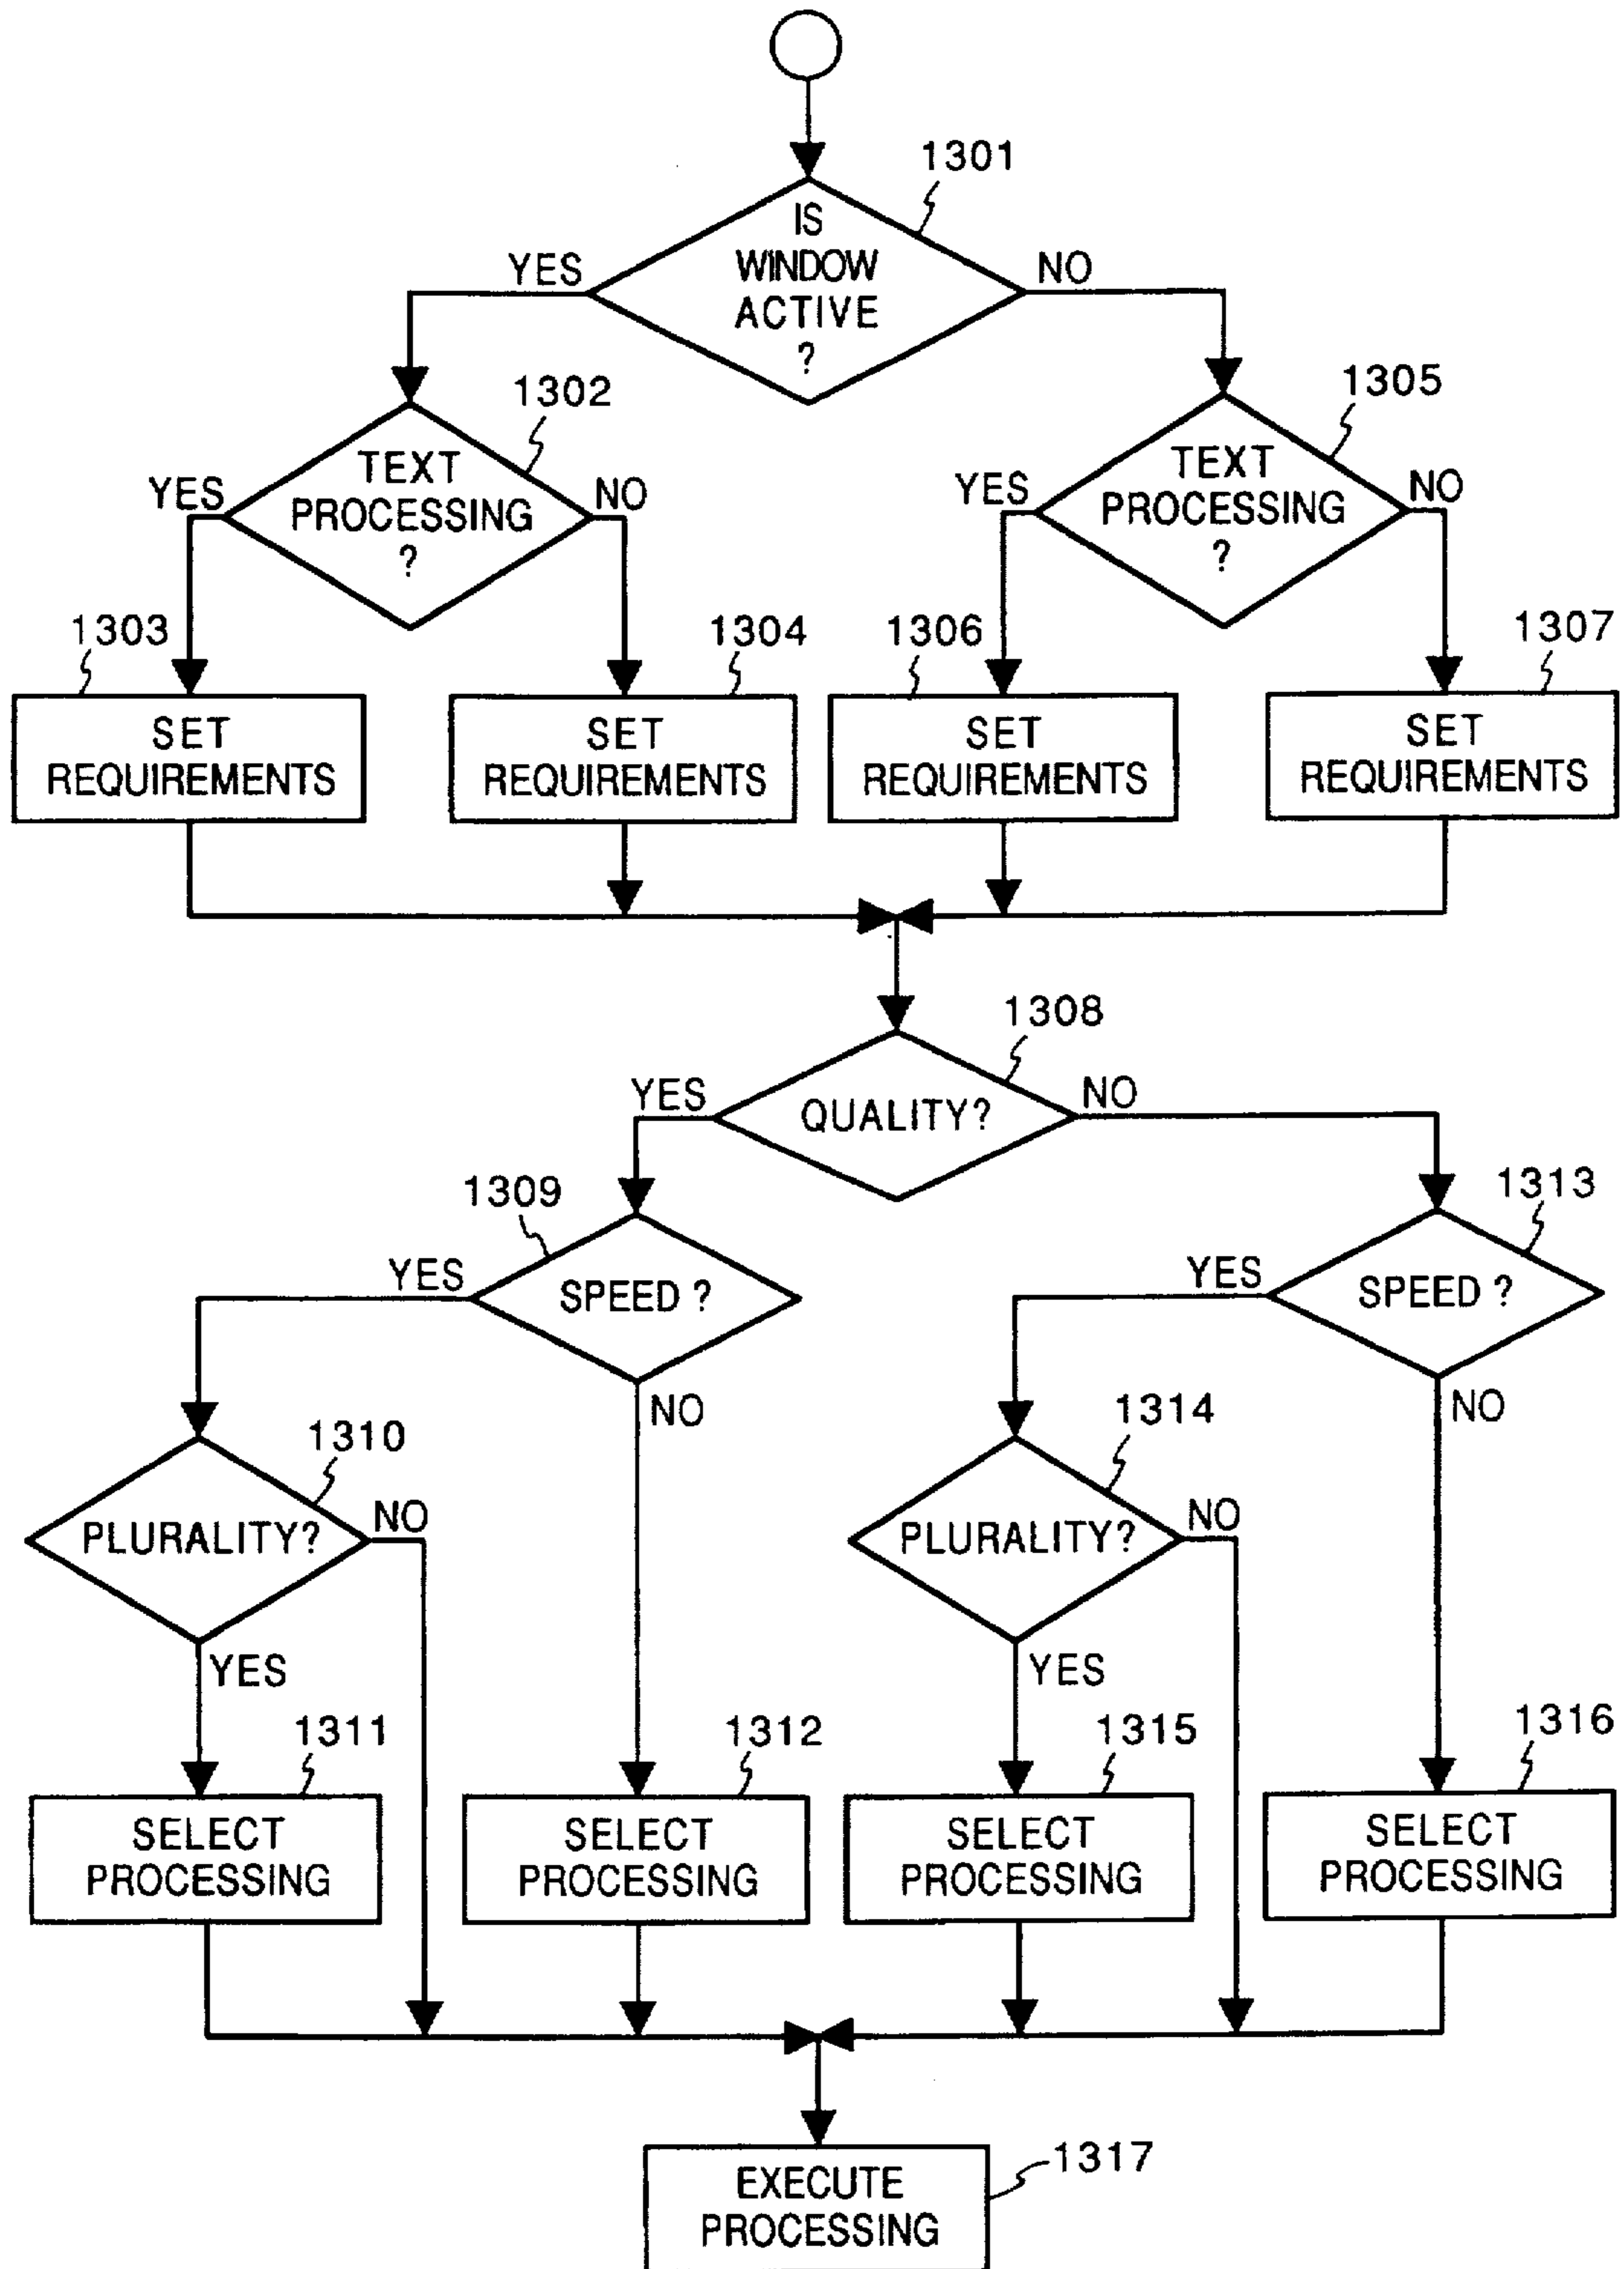 1301
IS
WINDOW
ACTIVE
?
YES
NO
1302
TEXT
PROCESSING
?
YES
NO
1305
TEXT
PROCESSING
?
YES
NO
1303
SET
REQUIREMENTS
1304
SET
REQUIREMENTS
1306
SET
REQUIREMENTS
1307
SET
REQUIREMENTS
1308
QUALITY?
YES
NO
1309
SPEED ?
YES
NO
1313
SPEED ?
YES
NO
1310
PLURALITY?
NO
YES
1314
PLURALITY?
NO
YES
1311
SELECT
PROCESSING
1312
SELECT
PROCESSING
1315
SELECT
PROCESSING
1316
SELECT
PROCESSING
1317
EXECUTE
PROCESSING